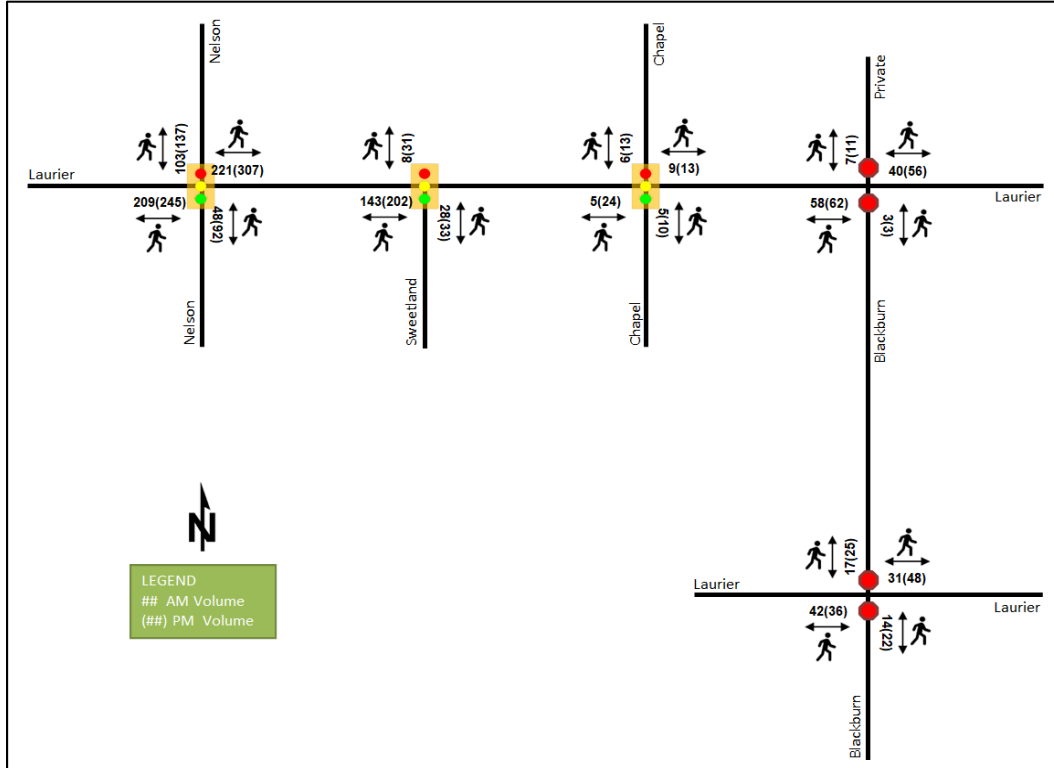 Nelson
Chapel
Private
103(137)
221(307)
8(31)
6(13)
9(13)
7(11)
40(56)
Laurier
Laurier
209(245)
48(92)
143(202)
28(33)
5(24)
5(10)
58(62)
3(3)
Nelson
Sweetland
Chapel
Blackburn
N
17(25)
31(48)
LEGEND
## AM Volume
(##) PM Volume
Laurier
Laurier
42(36)
14(22)
Blackburn